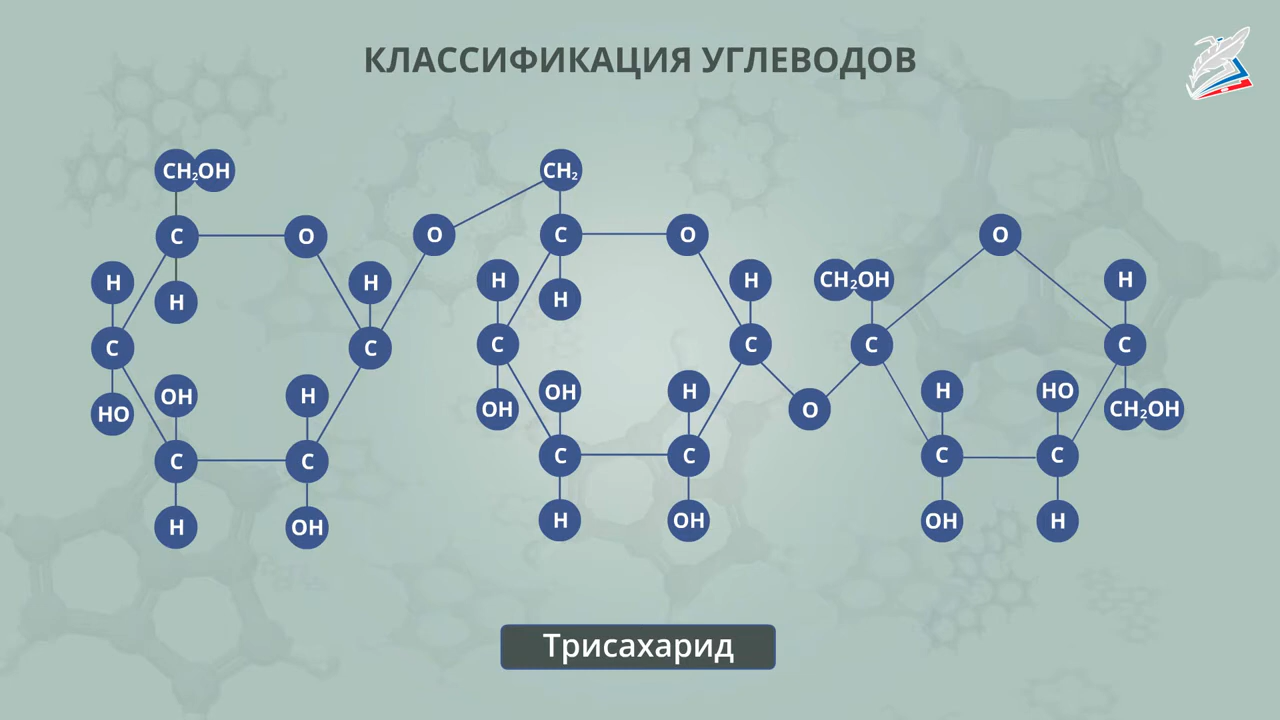 КЛАССИФИКАЦИЯ УГЛЕВОДОВ
CH₂OH CH₂
C O O C O O
H H H H H CH₂OH H
H H
C C C C C C
OH H OH H H HO
HO OH O CH₂OH
C C C C C C
H OH H OH OH H
Трисахарид